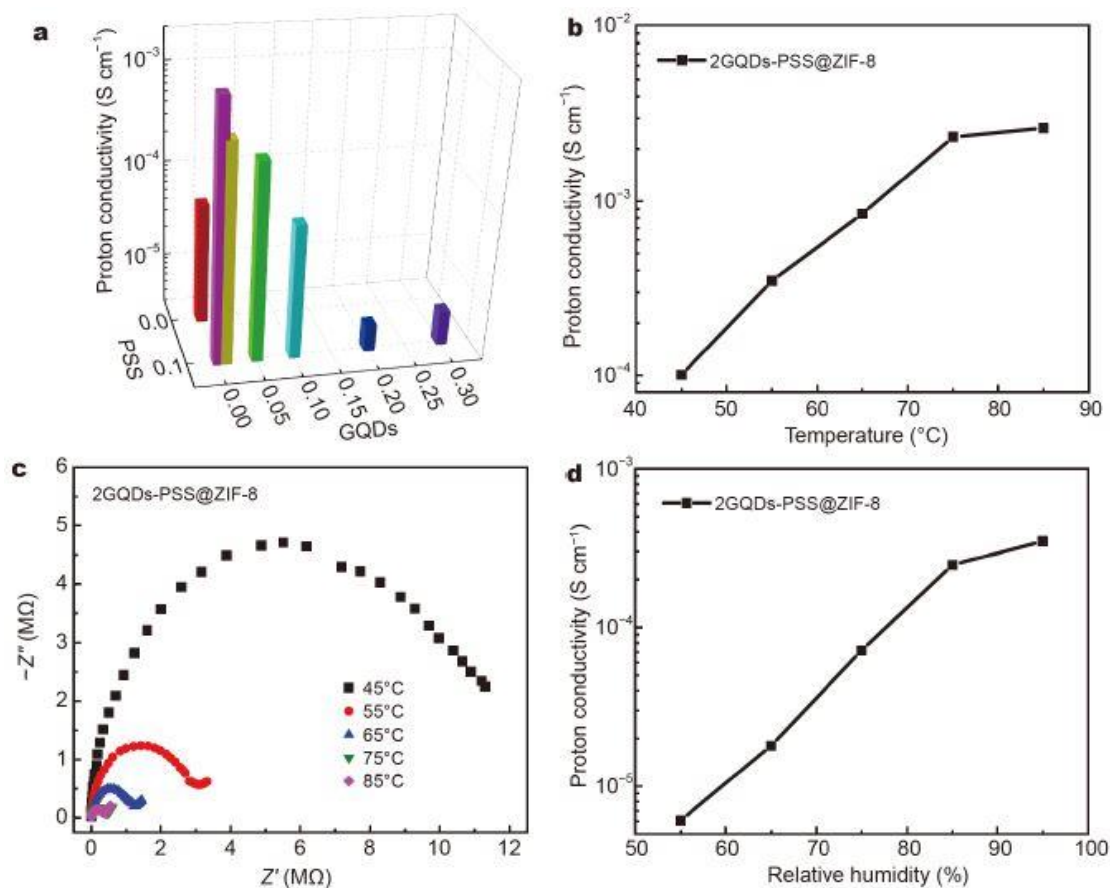 a
Proton conductivity (S cm⁻¹)
10⁻³
10⁻⁴
10⁻⁵
0.0
0.1
PSS
0.00
0.05
0.10
0.15
0.20
0.25
0.30
GQDs
b
2GQDs-PSS@ZIF-8
Proton conductivity (S cm⁻¹)
10⁻²
10⁻³
10⁻⁴
40 50 60 70 80 90
Temperature (°C)
c
2GQDs-PSS@ZIF-8
−Z″ (MΩ)
6
5
4
3
2
1
0
45°C
55°C
65°C
75°C
85°C
0 2 4 6 8 10 12
Z′ (MΩ)
d
2GQDs-PSS@ZIF-8
Proton conductivity (S cm⁻¹)
10⁻³
10⁻⁴
10⁻⁵
50 60 70 80 90 100
Relative humidity (%)